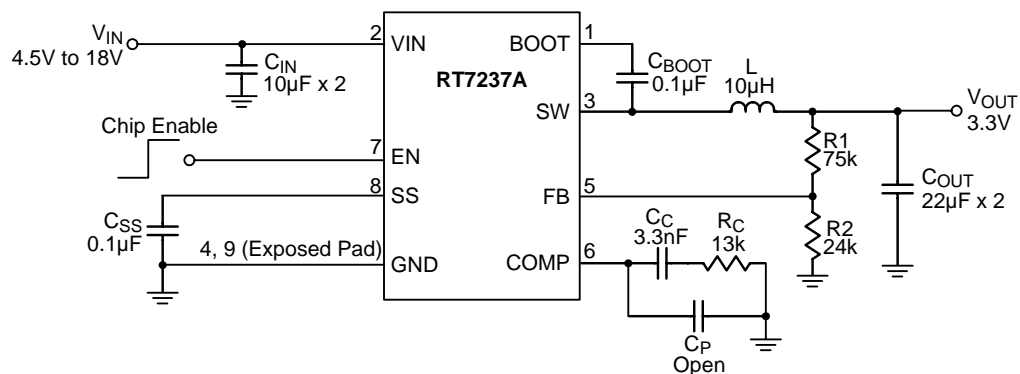 VIN
4.5V to 18V
CIN
10µF x 2
Chip Enable
CSS
0.1µF
4, 9 (Exposed Pad)
2
7
8
VIN
EN
SS
GND
RT7237A
BOOT
SW
FB
COMP
1
3
5
6
CBOOT
0.1µF
L
10µH
VOUT
3.3V
R1
75k
COUT
22µF x 2
R2
24k
CC
3.3nF
RC
13k
CP
Open